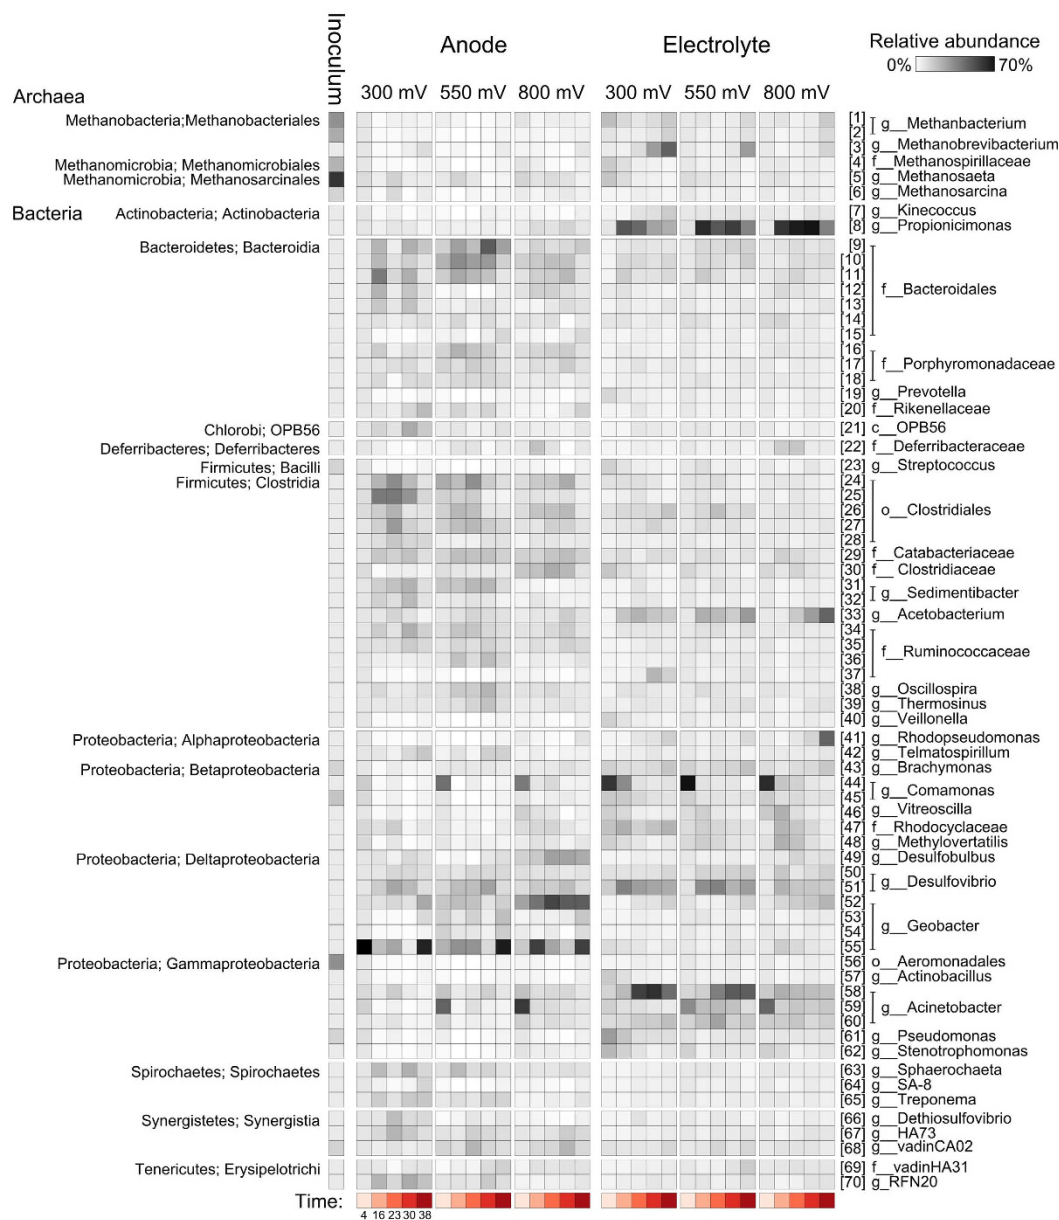 Inoculum
Anode
Electrolyte
Relative abundance
0% 70%
300 mV 550 mV 800 mV 300 mV 550 mV 800 mV
Archaea
Methanobacteria;Methanobacteriales [1] g__Methanbacterium
[2]
[3] g__Methanobrevibacterium
Methanomicrobia; Methanomicrobiales [4] f__Methanospirillaceae
Methanomicrobia; Methanosarcinales [5] g__Methanosaeta
[6] g__Methanosarcina
Bacteria
Actinobacteria; Actinobacteria [7] g__Kinecoccus
[8] g__Propionicimonas
Bacteroidetes; Bacteroidia [9]
[10]
[11]
[12] f__Bacteroidales
[13]
[14]
[15]
[16]
[17] f__Porphyromonadaceae
[18]
[19] g__Prevotella
[20] f__Rikenellaceae
Chlorobi; OPB56 [21] c__OPB56
Deferribacteres; Deferribacteres [22] f__Deferribacteraceae
Firmicutes; Bacilli [23] g__Streptococcus
Firmicutes; Clostridia [24]
[25]
[26] o__Clostridiales
[27]
[28]
[29] f__Catabacteriaceae
[30] f__ Clostridiaceae
[31]
[32] g__Sedimentibacter
[33] g__Acetobacterium
[34]
[35]
[36] f__Ruminococcaceae
[37]
[38] g__Oscillospira
[39] g__Thermosinus
[40] g__Veillonella
Proteobacteria; Alphaproteobacteria [41] g__Rhodopseudomonas
[42] g__Telmatospirillum
Proteobacteria; Betaproteobacteria [43] g__Brachymonas
[44] g__Comamonas
[45]
[46] g__Vitreoscilla
[47] f__Rhodocyclaceae
[48] g__Methylovertatilis
Proteobacteria; Deltaproteobacteria [49] g__Desulfobulbus
[50]
[51] g__Desulfovibrio
[52]
[53] g__Geobacter
[54]
[55]
Proteobacteria; Gammaproteobacteria [56] o__Aeromonadales
[57] g__Actinobacillus
[58]
[59] g__Acinetobacter
[60]
[61] g__Pseudomonas
[62] g__Stenotrophomonas
Spirochaetes; Spirochaetes [63] g__Sphaerochaeta
[64] g__SA-8
[65] g__Treponema
Synergistetes; Synergistia [66] g__Dethiosulfovibrio
[67] g__HA73
[68] g__vadinCA02
Tenericutes; Erysipelotrichi [69] f__vadinHA31
[70] g_RFN20
Time:
4 16 23 30 38